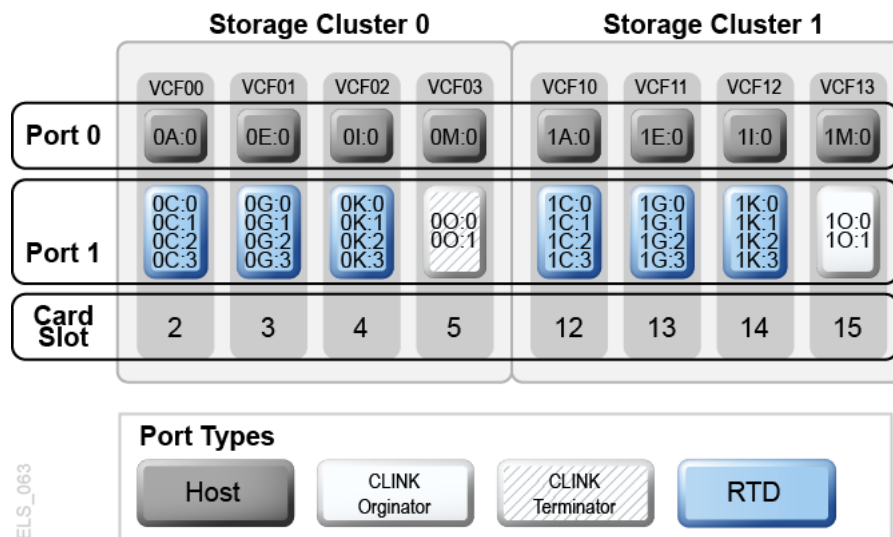 Storage Cluster 0
Storage Cluster 1
VCF00 VCF01 VCF02 VCF03 VCF10 VCF11 VCF12 VCF13
Port 0
0A:0 0E:0 0I:0 0M:0 1A:0 1E:0 1I:0 1M:0
Port 1
0C:0
0C:1
0C:2
0C:3
0G:0
0G:1
0G:2
0G:3
0K:0
0K:1
0K:2
0K:3
0O:0
0O:1
1C:0
1C:1
1C:2
1C:3
1G:0
1G:1
1G:2
1G:3
1K:0
1K:1
1K:2
1K:3
1O:0
1O:1
Card
Slot
2 3 4 5 12 13 14 15
Port Types
Host
CLINK
Orginator
CLINK
Terminator
RTD
ELS_063